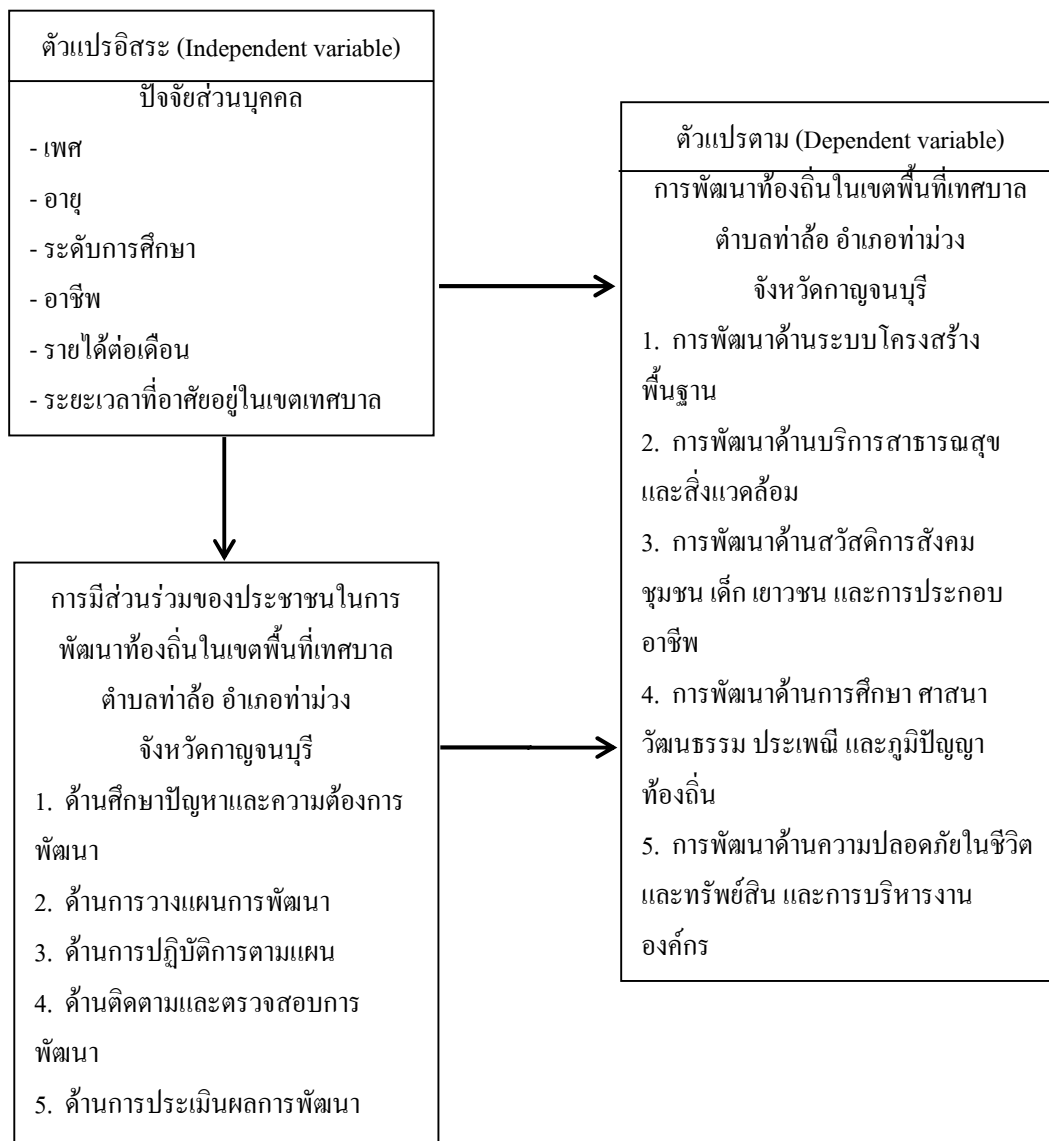 ตัวแปรอิสระ (Independent variable)
ปัจจัยส่วนบุคคล
- เพศ
- อายุ
- ระดับการศึกษา
- อาชีพ
- รายได้ต่อเดือน
- ระยะเวลาที่อาศัยอยู่ในเขตเทศบาล
การมีส่วนร่วมของประชาชนในการ
พัฒนาท้องถิ่นในเขตพื้นที่เทศบาล
ตำบลท่าล้อ อำเภอท่าม่วง
จังหวัดกาญจนบุรี
1. ด้านศึกษาปัญหาและความต้องการ
พัฒนา
2. ด้านการวางแผนการพัฒนา
3. ด้านการปฏิบัติการตามแผน
4. ด้านติดตามและตรวจสอบการ
พัฒนา
5. ด้านการประเมินผลการพัฒนา
ตัวแปรตาม (Dependent variable)
การพัฒนาท้องถิ่นในเขตพื้นที่เทศบาล
ตำบลท่าล้อ อำเภอท่าม่วง
จังหวัดกาญจนบุรี
1. การพัฒนาด้านระบบโครงสร้าง
พื้นฐาน
2. การพัฒนาด้านบริการสาธารณสุข
และสิ่งแวดล้อม
3. การพัฒนาด้านสวัสดิการสังคม
ชุมชน เด็ก เยาวชน และการประกอบ
อาชีพ
4. การพัฒนาด้านการศึกษา ศาสนา
วัฒนธรรม ประเพณี และภูมิปัญญา
ท้องถิ่น
5. การพัฒนาด้านความปลอดภัยในชีวิต
และทรัพย์สิน และการบริหารงาน
องค์กร